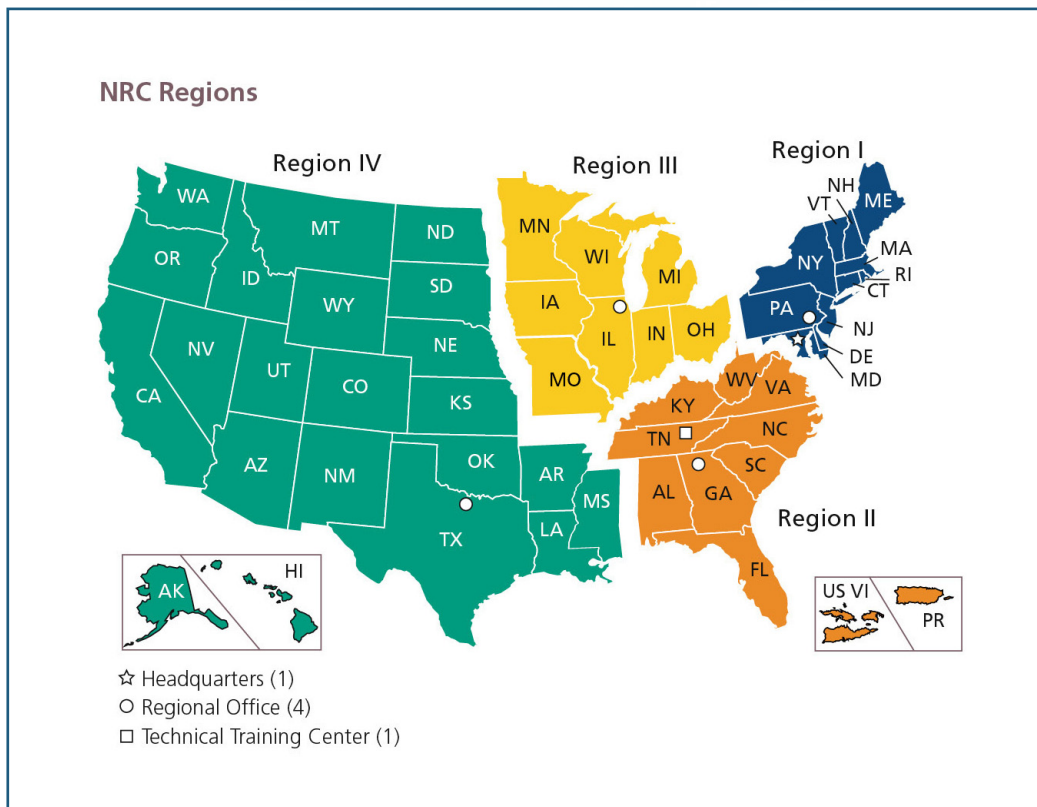 NRC Regions
Region IV
Region III
Region I
WA
MT
ND
OR
ID
SD
WY
NE
NV
UT
CO
KS
CA
AZ
NM
OK
AR
TX
LA
MS
MN
WI
MI
IA
IL
IN
OH
MO
NH
VT
ME
MA
NY
RI
CT
PA
NJ
DE
MD
WV
VA
KY
NC
TN
SC
AL
GA
Region II
FL
AK
HI
US VI
PR
Headquarters (1)
Regional Office (4)
Technical Training Center (1)